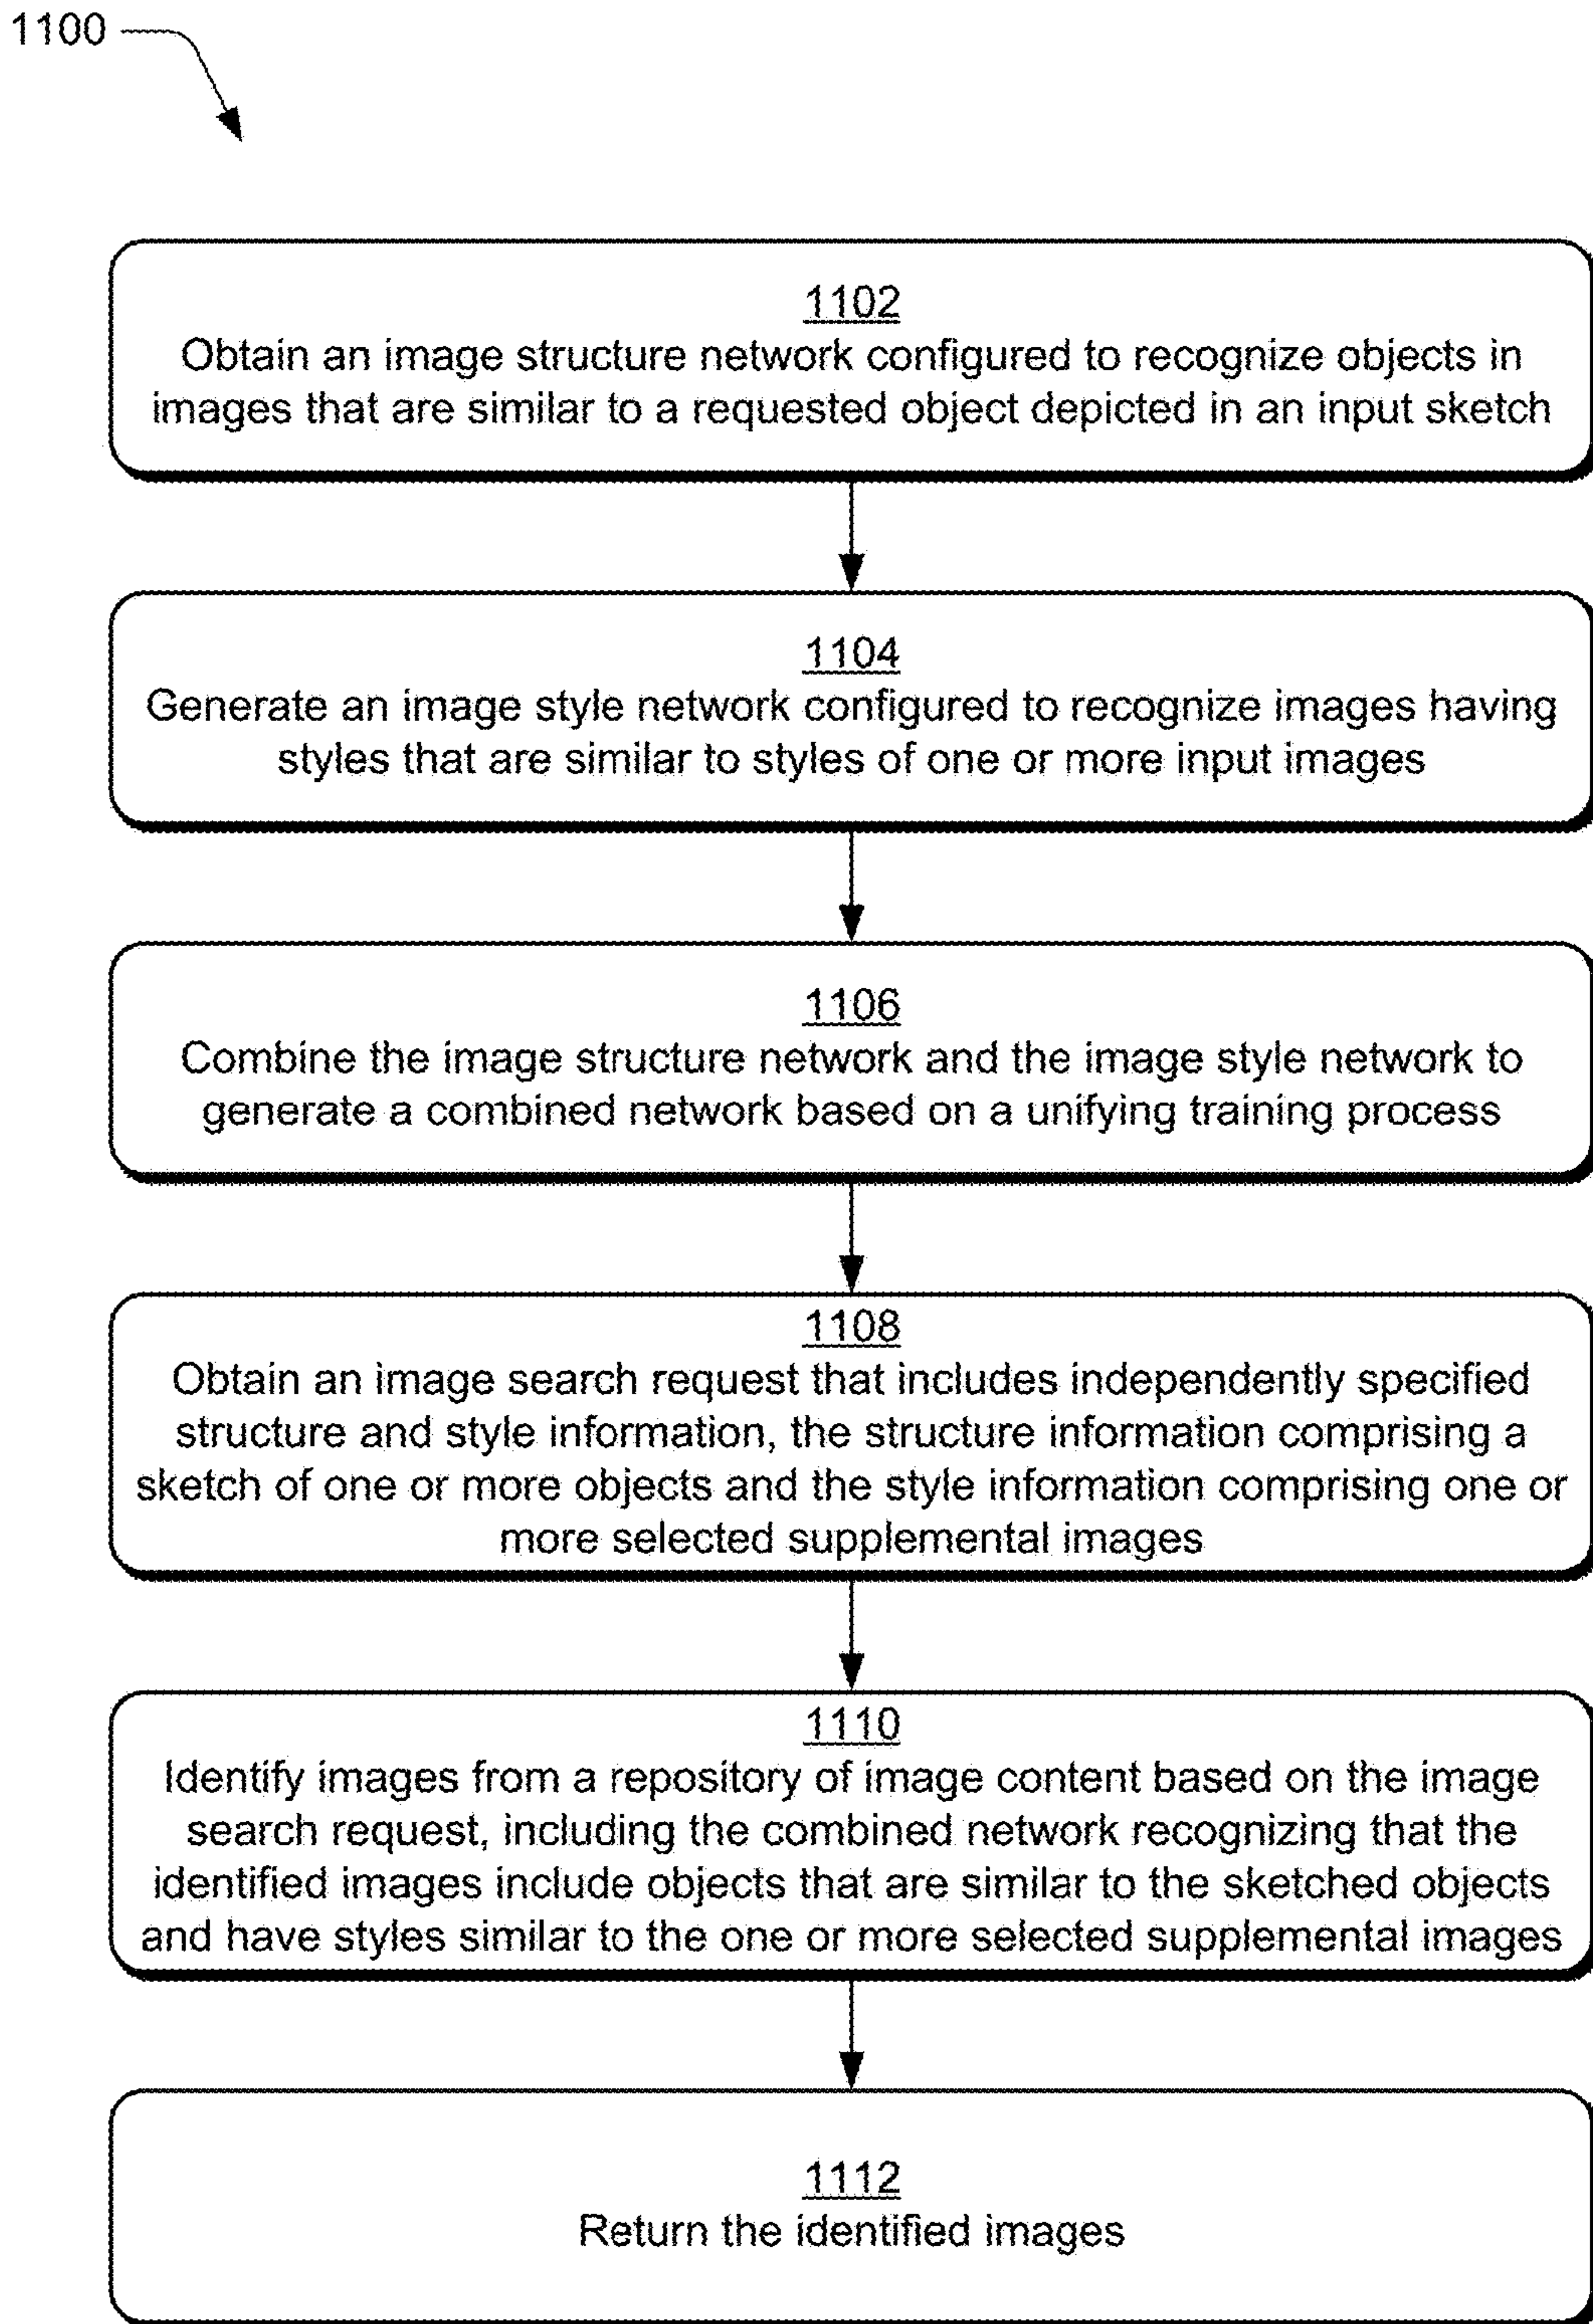 1100
1102
Obtain an image structure network configured to recognize objects in
images that are similar to a requested object depicted in an input sketch
1104
Generate an image style network configured to recognize images having
styles that are similar to styles of one or more input images
1106
Combine the image structure network and the image style network to
generate a combined network based on a unifying training process
1108
Obtain an image search request that includes independently specified
structure and style information, the structure information comprising a
sketch of one or more objects and the style information comprising one or
more selected supplemental images
1110
Identify images from a repository of image content based on the image
search request, including the combined network recognizing that the
identified images include objects that are similar to the sketched objects
and have styles similar to the one or more selected supplemental images
1112
Return the identified images